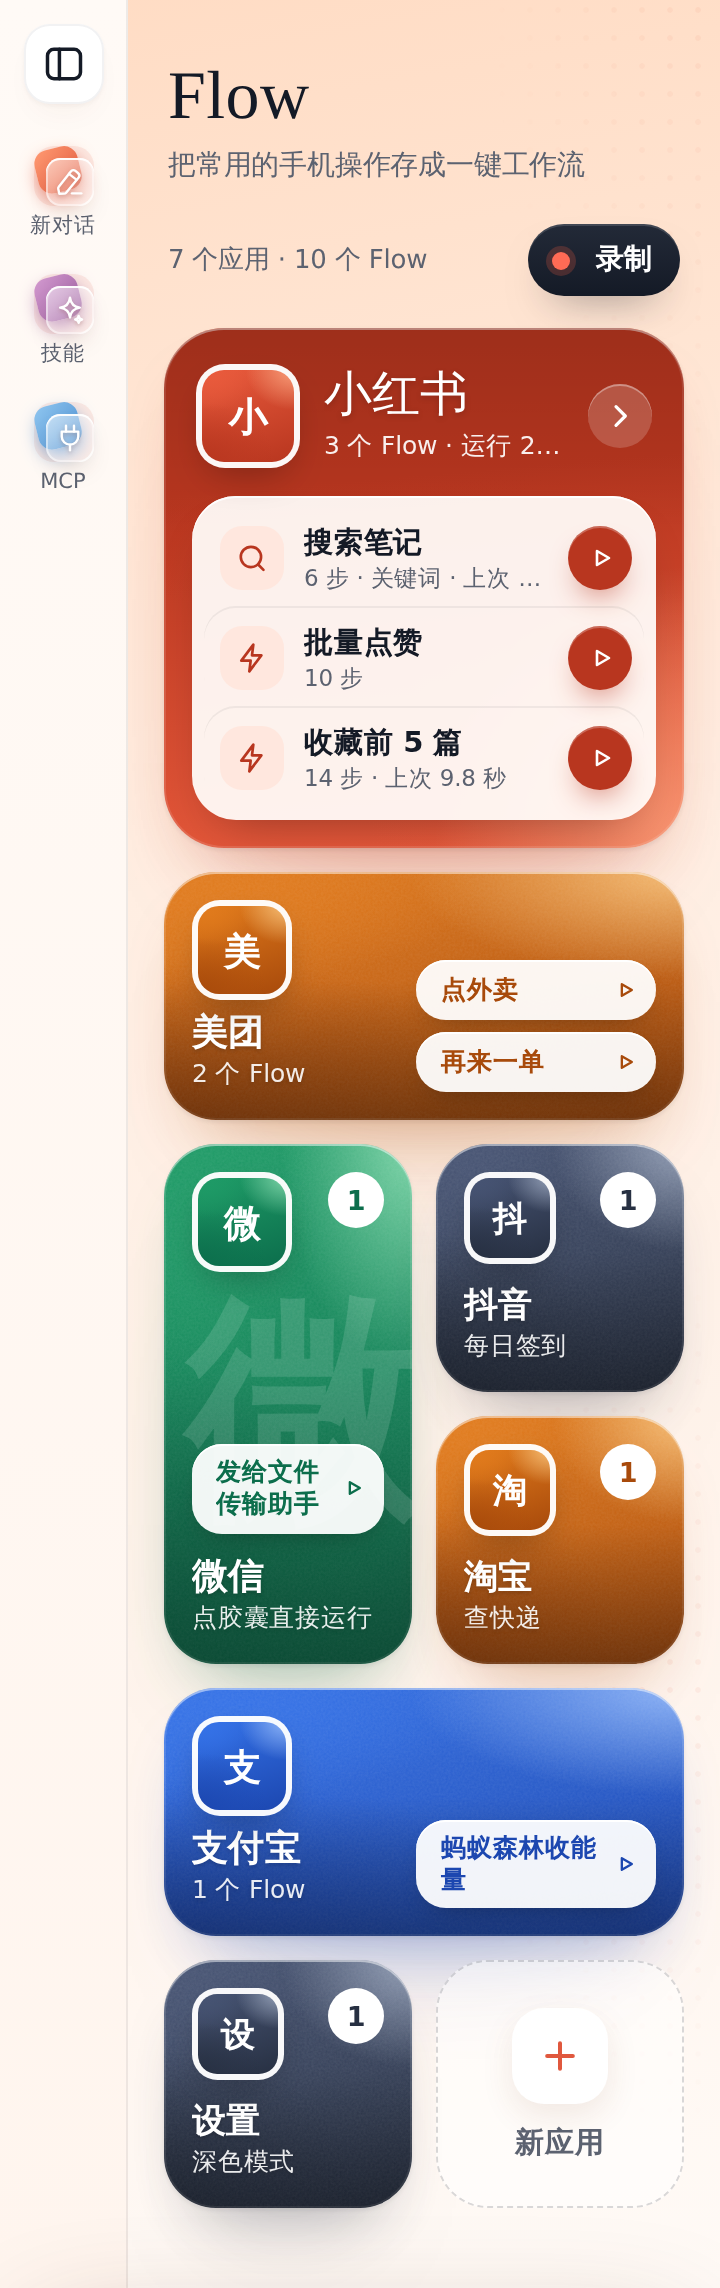 Flow
把常用的手机操作存成一键工作流
新对话
技能
MCP
7 个应用 · 10 个 Flow
录制
小
小红书
3 个 Flow · 运行 2…
搜索笔记
6 步 · 关键词 · 上次 …
批量点赞
10 步
收藏前 5 篇
14 步 · 上次 9.8 秒
美
美团
2 个 Flow
点外卖
再来一单
微
1
微
发给文件
传输助手
微信
点胶囊直接运行
抖
1
抖音
每日签到
淘
1
淘宝
查快递
支
支付宝
1 个 Flow
蚂蚁森林收能
量
设
1
设置
深色模式
新应用